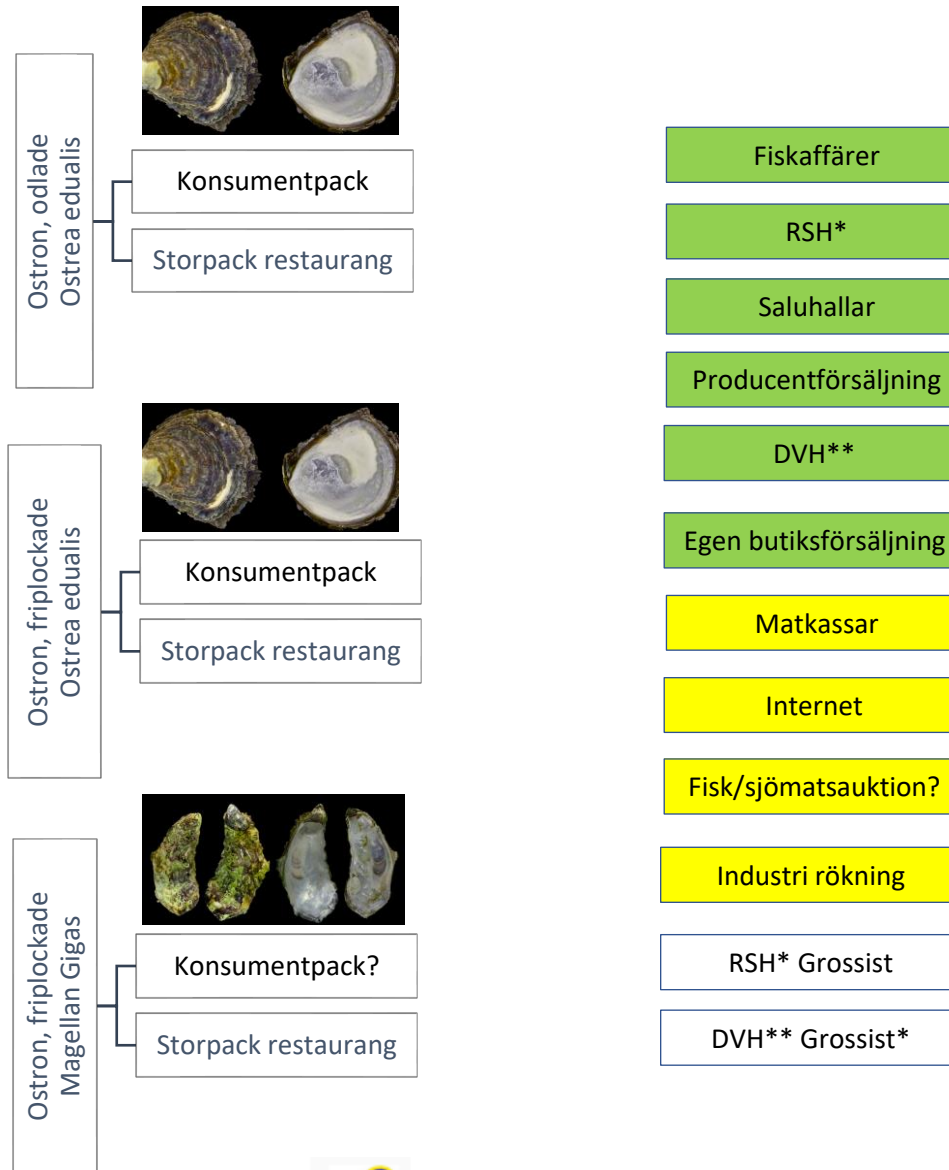 Ostron, odlade
Ostrea edualis
Konsumentpack
Storpack restaurang
Ostron, friplockade
Ostrea edualis
Konsumentpack
Storpack restaurang
Ostron, friplockade
Magellan Gigas
Konsumentpack?
Storpack restaurang
Fiskaffärer
RSH*
Saluhallar
Producentförsäljning
DVH**
Egen butiksförsäljning
Matkassar
Internet
Fisk/sjömatsauktion?
Industri rökning
RSH* Grossist
DVH** Grossist*